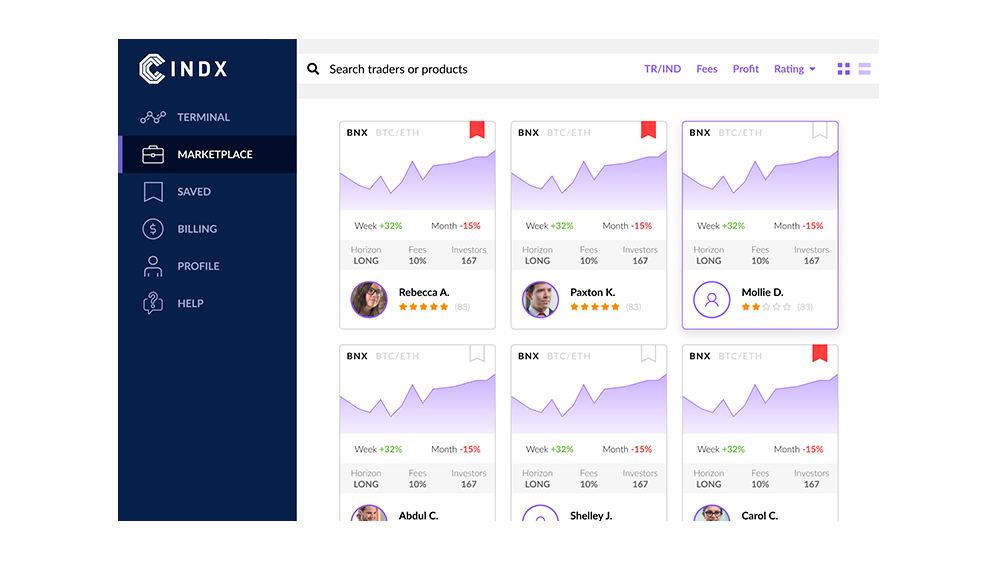 CINDX
TERMINAL
MARKETPLACE
SAVED
$ BILLING
PROFILE
? HELP
Search traders or products
TR/IND Fees Profit Rating
BNX BTC/ETH
Week +32% Month -15%
Horizon Fees Investors
LONG 10% 167
Rebecca A.
(83)
BNX BTC/ETH
Week +32% Month -15%
Horizon Fees Investors
LONG 10% 167
Paxton K.
(83)
BNX BTC/ETH
Week +32% Month -15%
Horizon Fees Investors
LONG 10% 167
Mollie D.
(83)
BNX BTC/ETH
Week +32% Month -15%
Horizon Fees Investors
LONG 10% 167
Abdul C.
BNX BTC/ETH
Week +32% Month -15%
Horizon Fees Investors
LONG 10% 167
Shelley J.
BNX BTC/ETH
Week +32% Month -15%
Horizon Fees Investors
LONG 10% 167
Carol C.